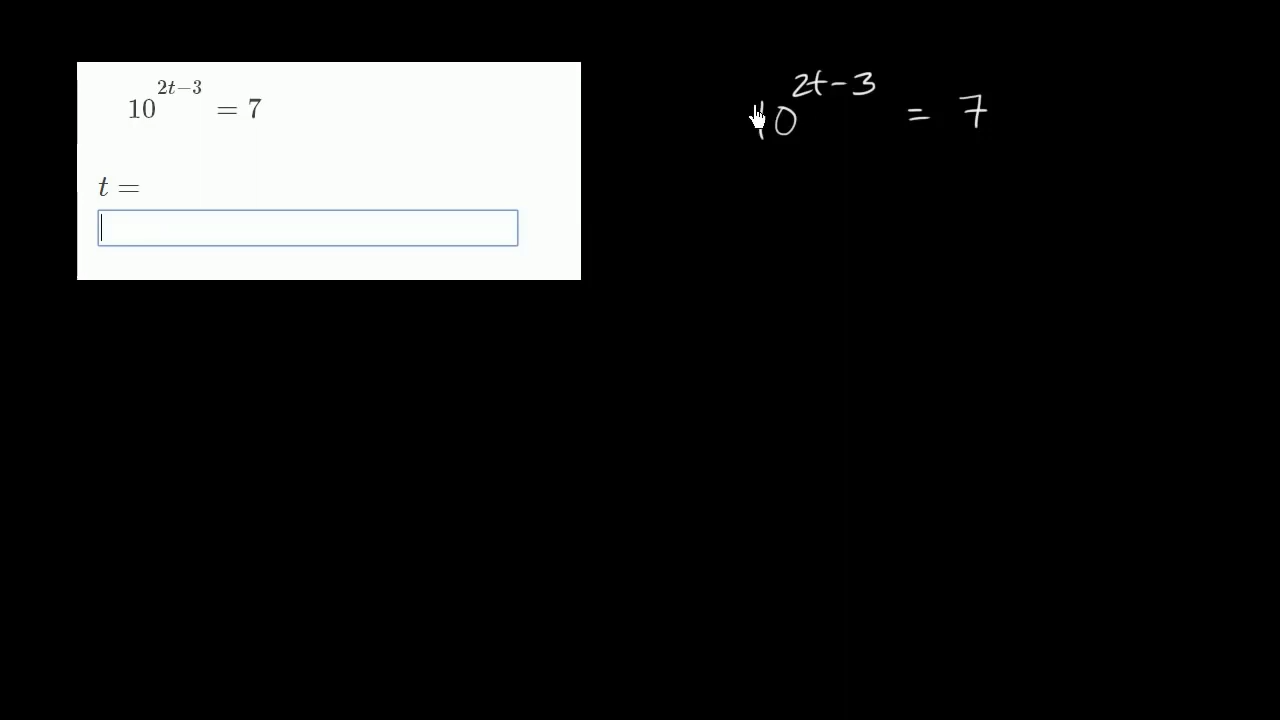 10^{2t−3} = 7
t =
10^{2t−3} = 7